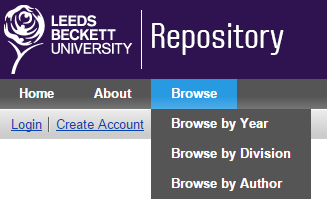 LEEDS
BECKETT
UNIVERSITY
Repository
Home About Browse
Login | Create Account
Browse by Year
Browse by Division
Browse by Author